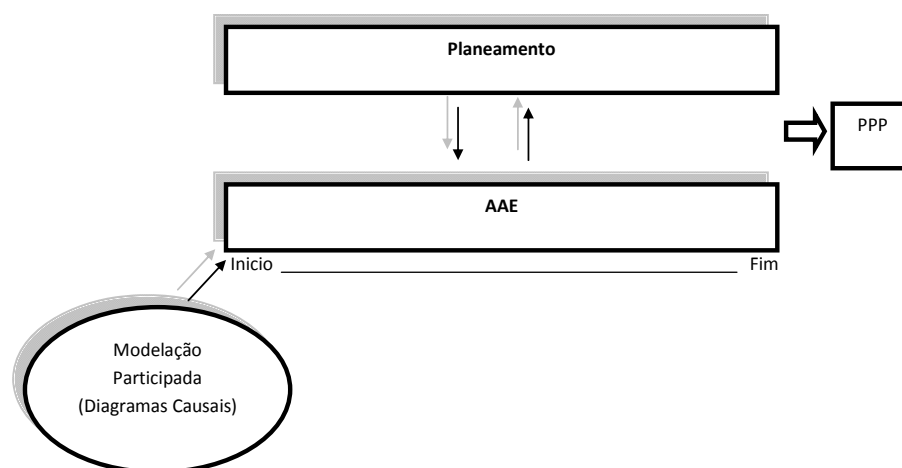 Planeamento
PPP
AAE
Inicio
Fim
Modelação
Participada
(Diagramas Causais)